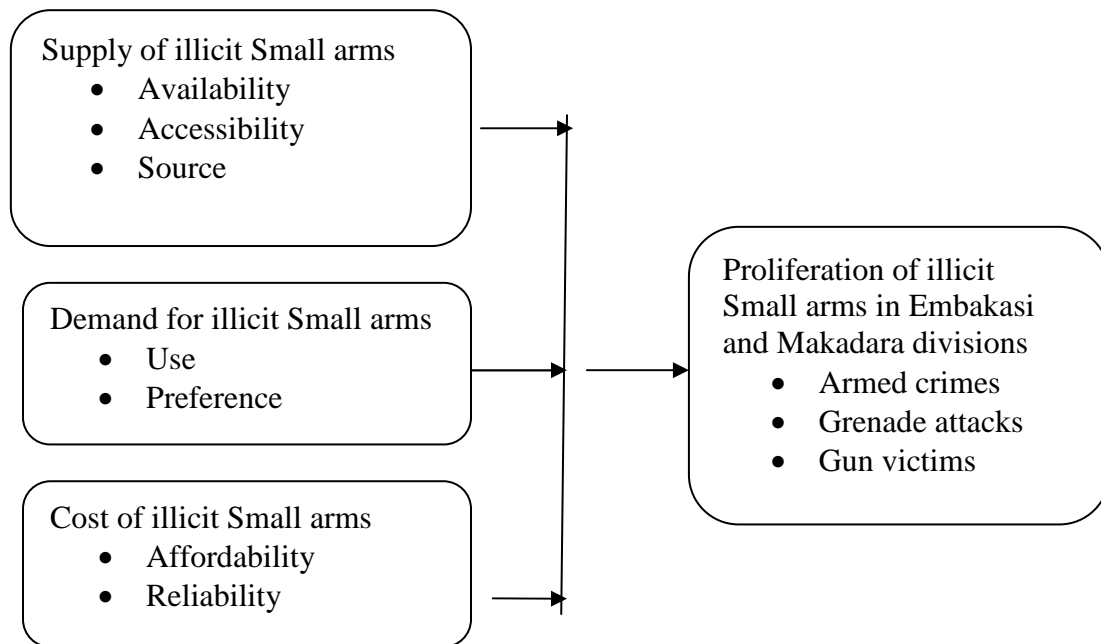 Supply of illicit Small arms
• Availability
• Accessibility
• Source
Demand for illicit Small arms
• Use
• Preference
Cost of illicit Small arms
• Affordability
• Reliability
Proliferation of illicit
Small arms in Embakasi
and Makadara divisions
• Armed crimes
• Grenade attacks
• Gun victims